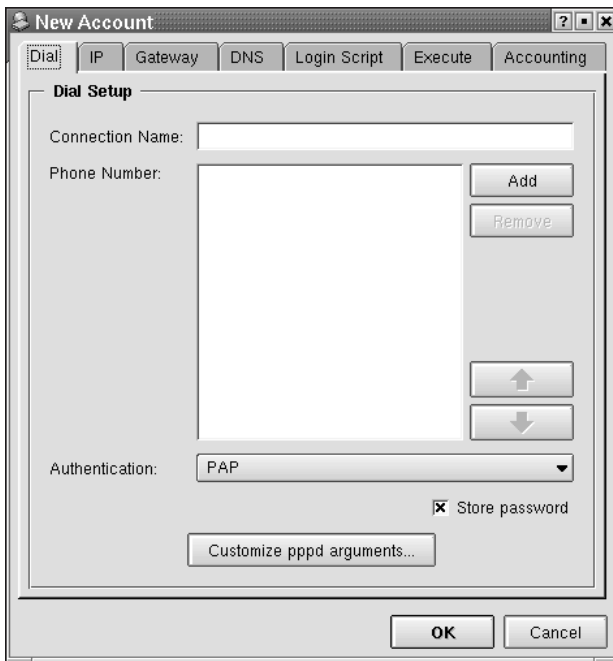 New Account
Dial IP Gateway DNS Login Script Execute Accounting
Dial Setup
Connection Name:
Phone Number:
Add
Remove
Authentication: PAP
Store password
Customize pppd arguments...
OK Cancel